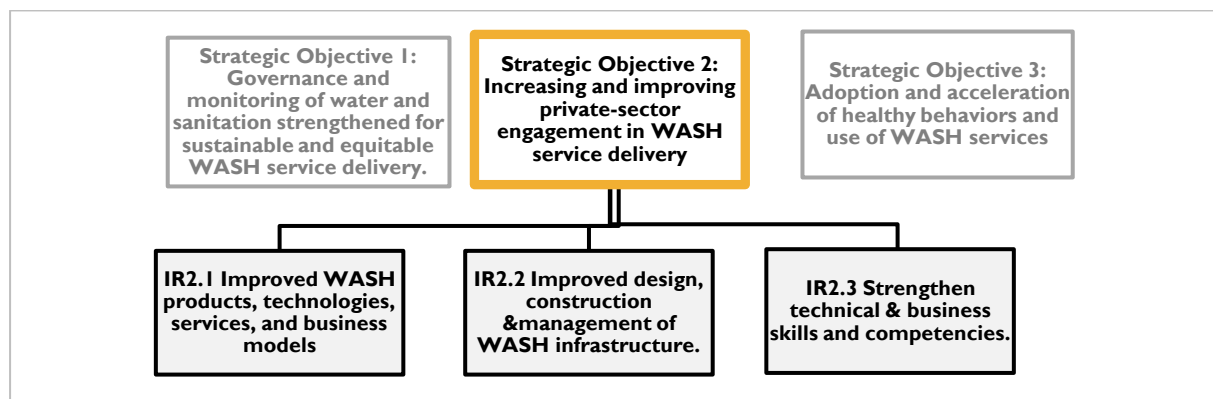 Strategic Objective 1:
Governance and
monitoring of water and
sanitation strengthened for
sustainable and equitable
WASH service delivery.
Strategic Objective 2:
Increasing and improving
private-sector
engagement in WASH
service delivery
Strategic Objective 3:
Adoption and acceleration
of healthy behaviors and
use of WASH services
IR2.1 Improved WASH
products, technologies,
services, and business
models
IR2.2 Improved design,
construction
&management of
WASH infrastructure.
IR2.3 Strengthen
technical & business
skills and competencies.